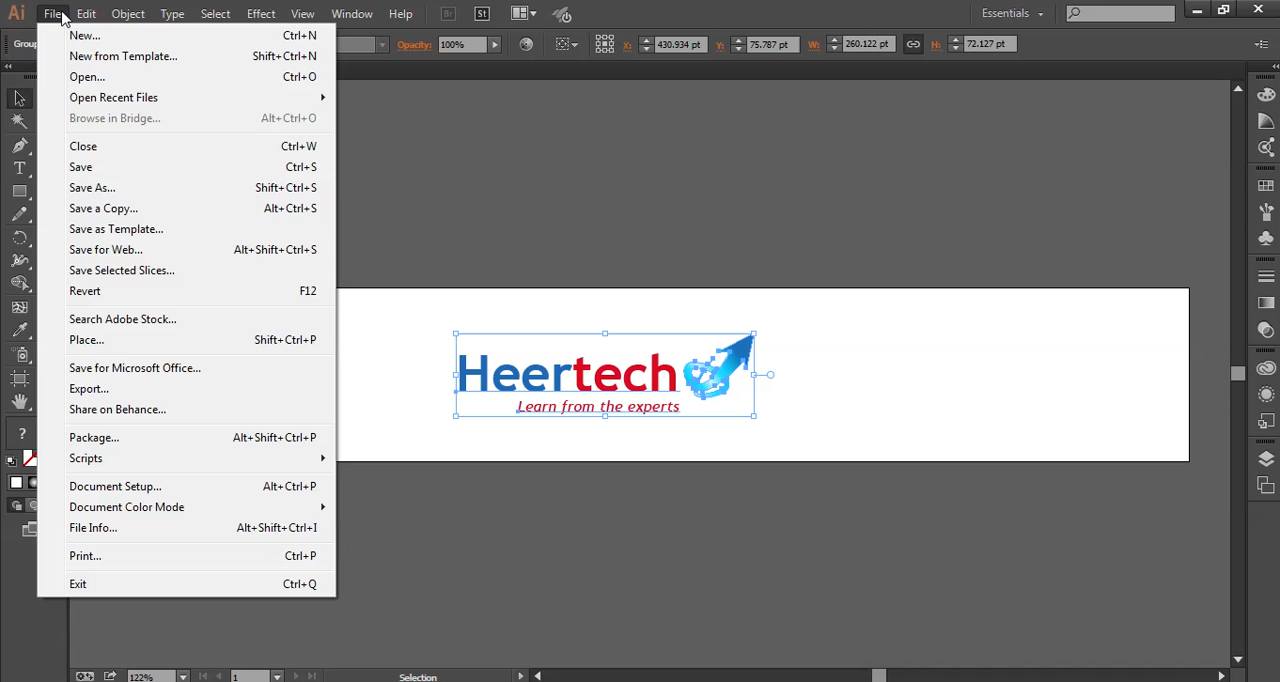 Ai File Edit Object Type Select Effect View Window Help Br St Essentials
Group Opacity: 100% X: 430.934 pt Y: 75.787 pt W: 260.122 pt H: 72.127 pt
New... Ctrl+N
New from Template... Shift+Ctrl+N
Open... Ctrl+O
Open Recent Files
Browse in Bridge... Alt+Ctrl+O
Close Ctrl+W
Save Ctrl+S
Save As... Shift+Ctrl+S
Save a Copy... Alt+Ctrl+S
Save as Template...
Save for Web... Alt+Shift+Ctrl+S
Save Selected Slices...
Revert F12
Search Adobe Stock...
Place... Shift+Ctrl+P
Save for Microsoft Office...
Export...
Share on Behance...
Package... Alt+Shift+Ctrl+P
Scripts
Document Setup... Alt+Ctrl+P
Document Color Mode
File Info... Alt+Shift+Ctrl+I
Print... Ctrl+P
Exit Ctrl+Q
Heertech
Learn from the experts
T
?
122% 1 Selection